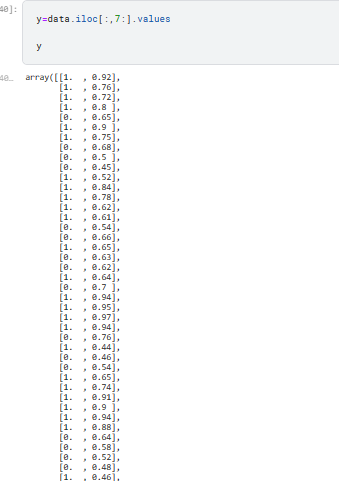 40]:
y=data.iloc[:,7:].values
y
40…
array([[1.  , 0.92],
[1.  , 0.76],
[1.  , 0.72],
[1.  , 0.8 ],
[0.  , 0.65],
[1.  , 0.9 ],
[1.  , 0.75],
[0.  , 0.68],
[0.  , 0.5 ],
[0.  , 0.45],
[1.  , 0.52],
[1.  , 0.84],
[1.  , 0.78],
[1.  , 0.62],
[1.  , 0.61],
[0.  , 0.54],
[0.  , 0.66],
[1.  , 0.65],
[0.  , 0.63],
[0.  , 0.62],
[1.  , 0.64],
[0.  , 0.7 ],
[1.  , 0.94],
[1.  , 0.95],
[1.  , 0.97],
[1.  , 0.94],
[0.  , 0.76],
[1.  , 0.44],
[0.  , 0.46],
[0.  , 0.54],
[1.  , 0.65],
[1.  , 0.74],
[1.  , 0.91],
[1.  , 0.9 ],
[1.  , 0.94],
[1.  , 0.88],
[0.  , 0.64],
[0.  , 0.58],
[0.  , 0.52],
[0.  , 0.48],
[1.  , 0.46],